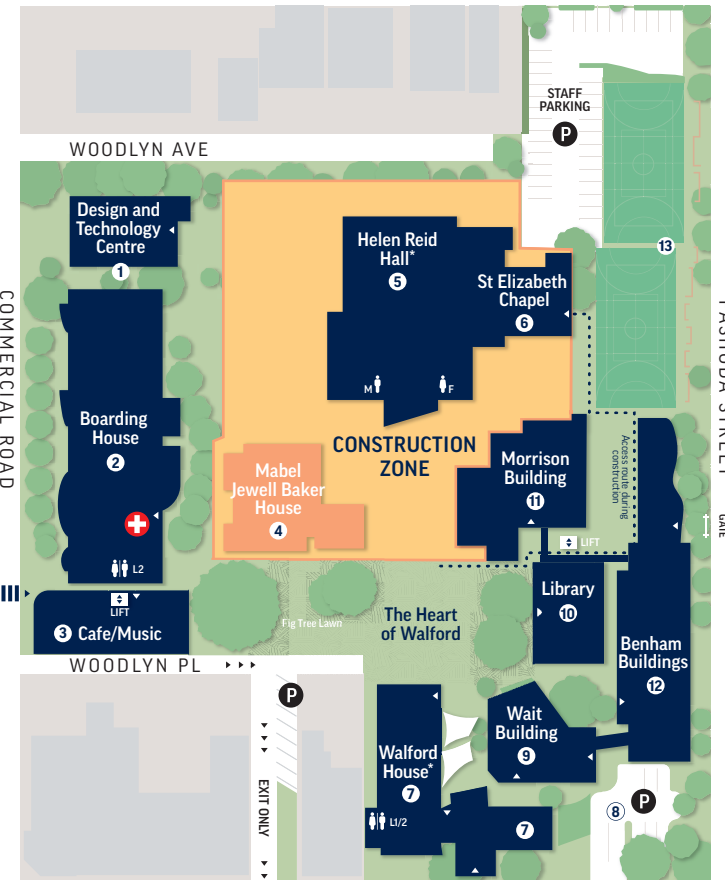 STAFF
PARKING
P
WOODLYN AVE
Design and
Technology
Centre
1
Helen Reid
Hall*
5
St Elizabeth
Chapel
6
13
COMMERCIAL ROAD
M
F
Boarding
House
2
CONSTRUCTION
ZONE
Mabel
Jewell Baker
House
4
Morrison
Building
11
Access route during
construction
GATE
LIFT
L2
LIFT
3 Cafe/Music
Fig Tree Lawn
The Heart
of Walford
Library
10
Benham
Buildings
12
WOODLYN PL
P
EXIT ONLY
Walford
House*
7
L1/2
Wait
Building
9
7
8
P